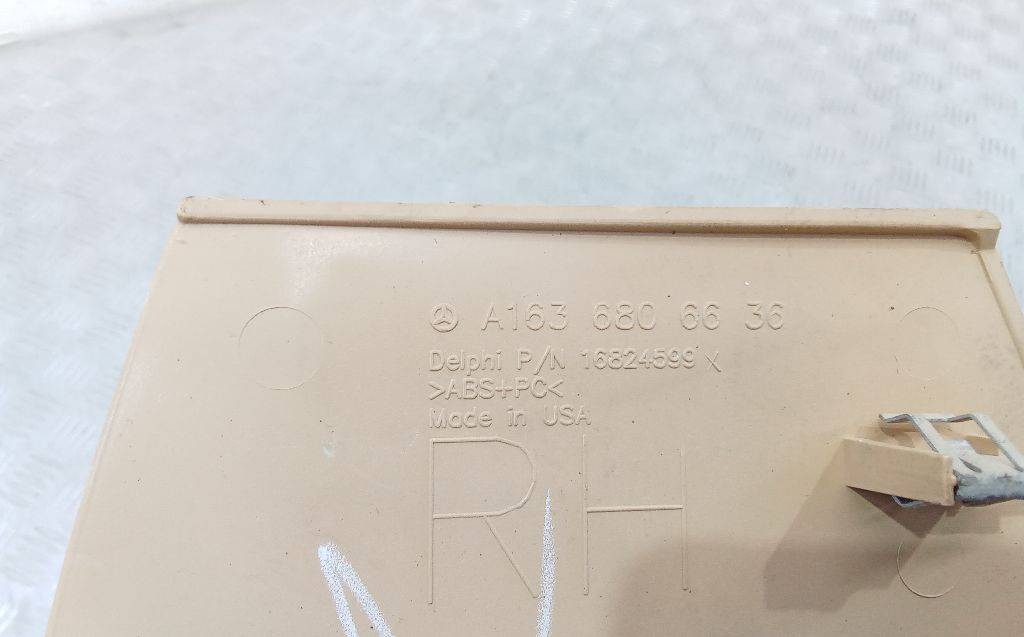 A163 680 66 36
Delphi P/N 16824599 X
>ABS+PC<
Made in USA
RH